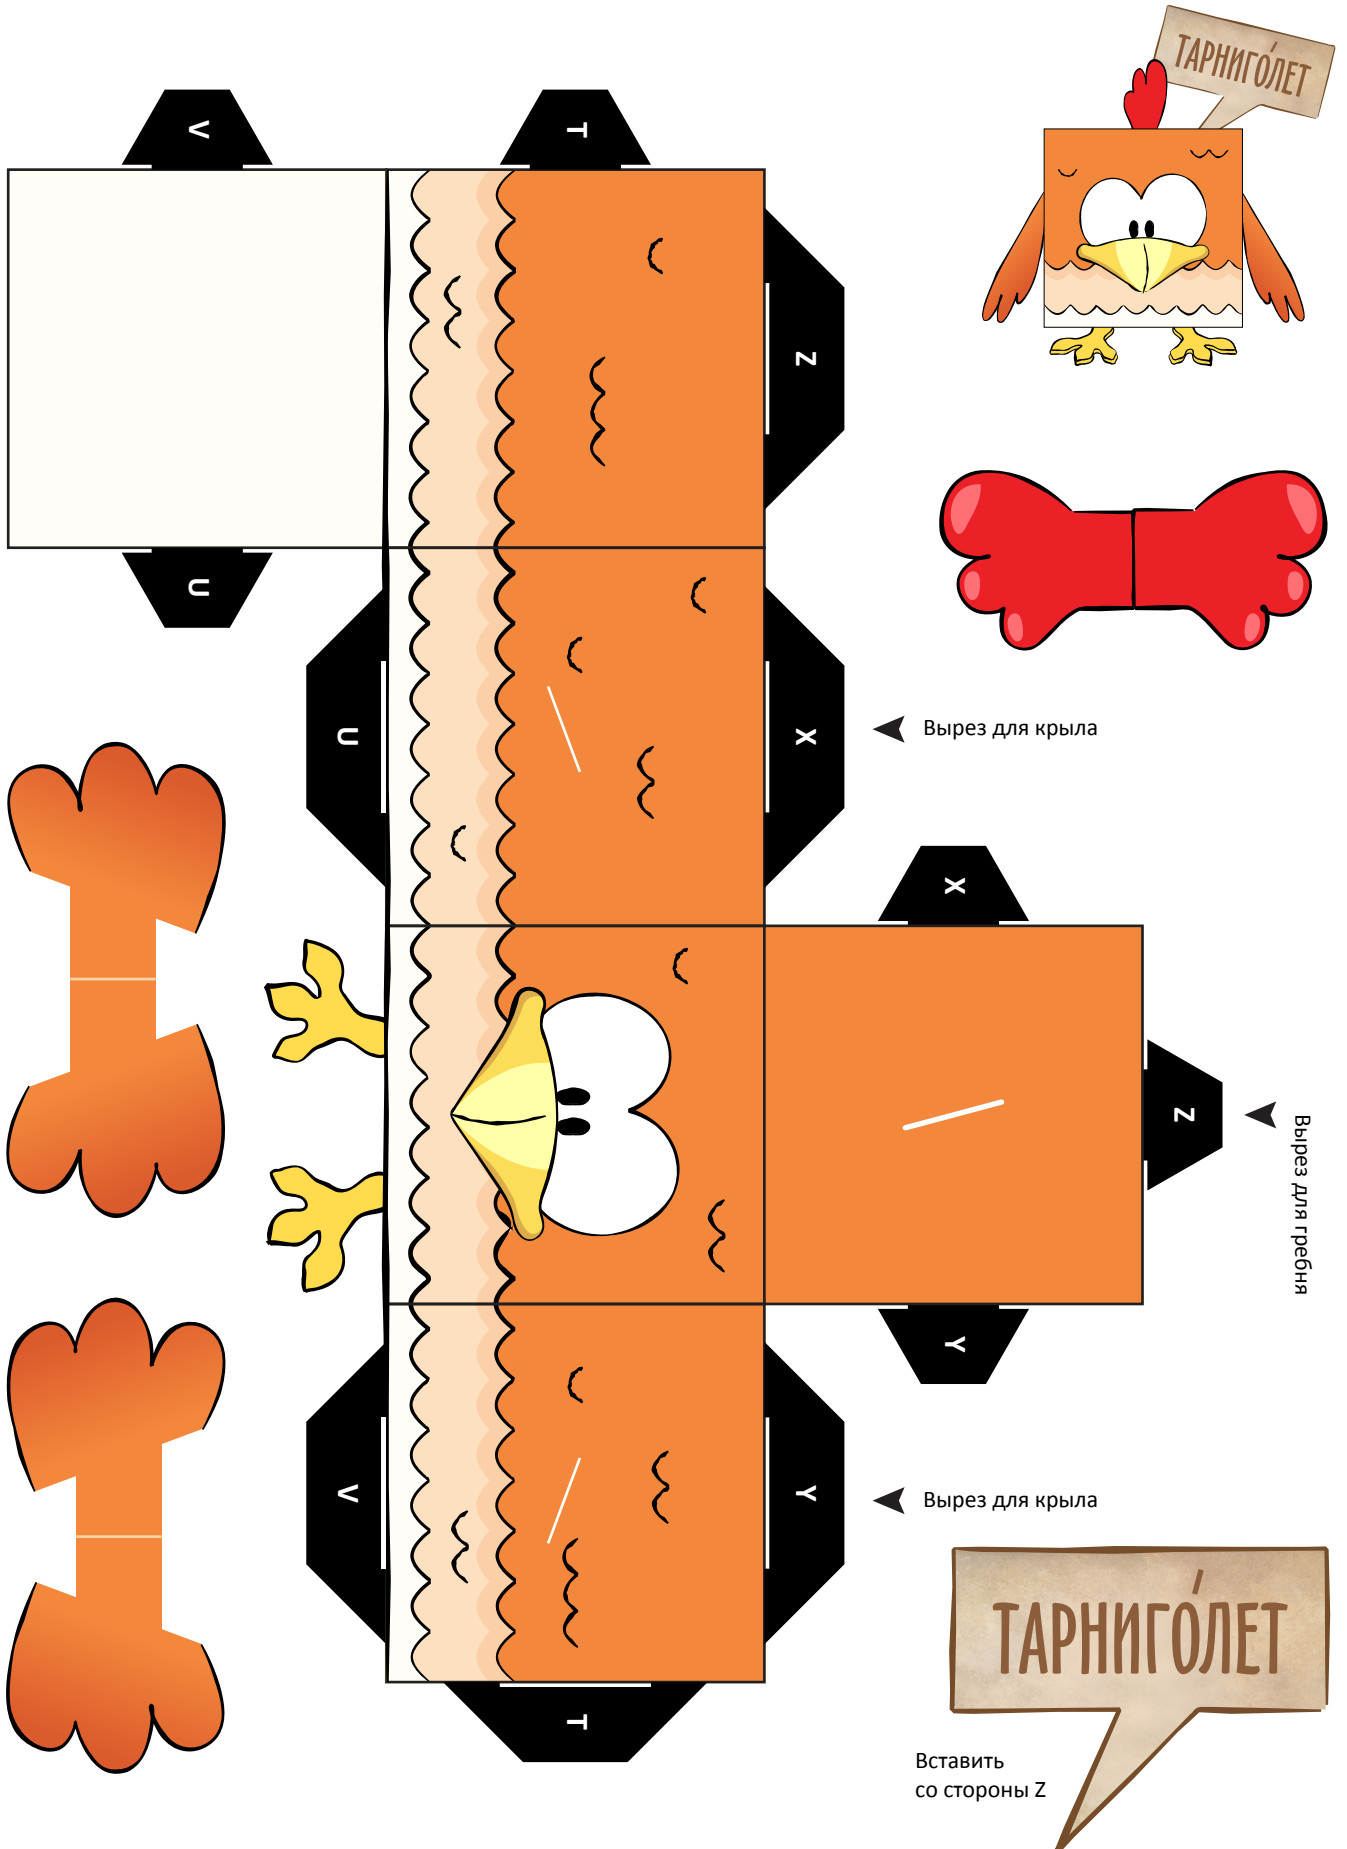 ТАРНИГО́ЛЕТ
V
T
Z
U
U
X
Вырез для крыла
X
Z
Вырез для гребня
Y
V
Y
Вырез для крыла
T
ТАРНИГО́ЛЕТ
Вставить
со стороны Z